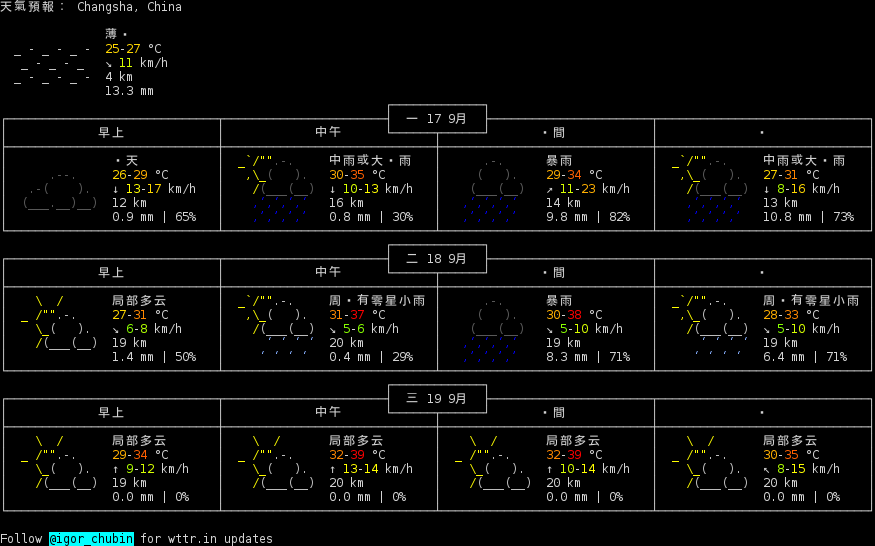 天氣預報： Changsha, China
薄・
25-27 °C
↘ 11 km/h
4 km
13.3 mm
一 17 9月
早上 中午 ・間 ・
・天 中雨或大・雨 暴雨 中雨或大・雨
26-29 °C 30-35 °C 29-34 °C 27-31 °C
↓ 13-17 km/h ↓ 10-13 km/h ↗ 11-23 km/h ↓ 8-16 km/h
12 km 16 km 14 km 13 km
0.9 mm | 65% 0.8 mm | 30% 9.8 mm | 82% 10.8 mm | 73%
二 18 9月
早上 中午 ・間 ・
局部多云 周・有零星小雨 暴雨 周・有零星小雨
27-31 °C 31-37 °C 30-38 °C 28-33 °C
↘ 6-8 km/h ↘ 5-6 km/h ↘ 5-10 km/h ↘ 5-10 km/h
19 km 20 km 19 km 19 km
1.4 mm | 50% 0.4 mm | 29% 8.3 mm | 71% 6.4 mm | 71%
三 19 9月
早上 中午 ・間 ・
局部多云 局部多云 局部多云 局部多云
29-34 °C 32-39 °C 32-39 °C 30-35 °C
↑ 9-12 km/h ↑ 13-14 km/h ↑ 10-14 km/h ↖ 8-15 km/h
19 km 20 km 20 km 20 km
0.0 mm | 0% 0.0 mm | 0% 0.0 mm | 0% 0.0 mm | 0%
Follow @igor_chubin for wttr.in updates